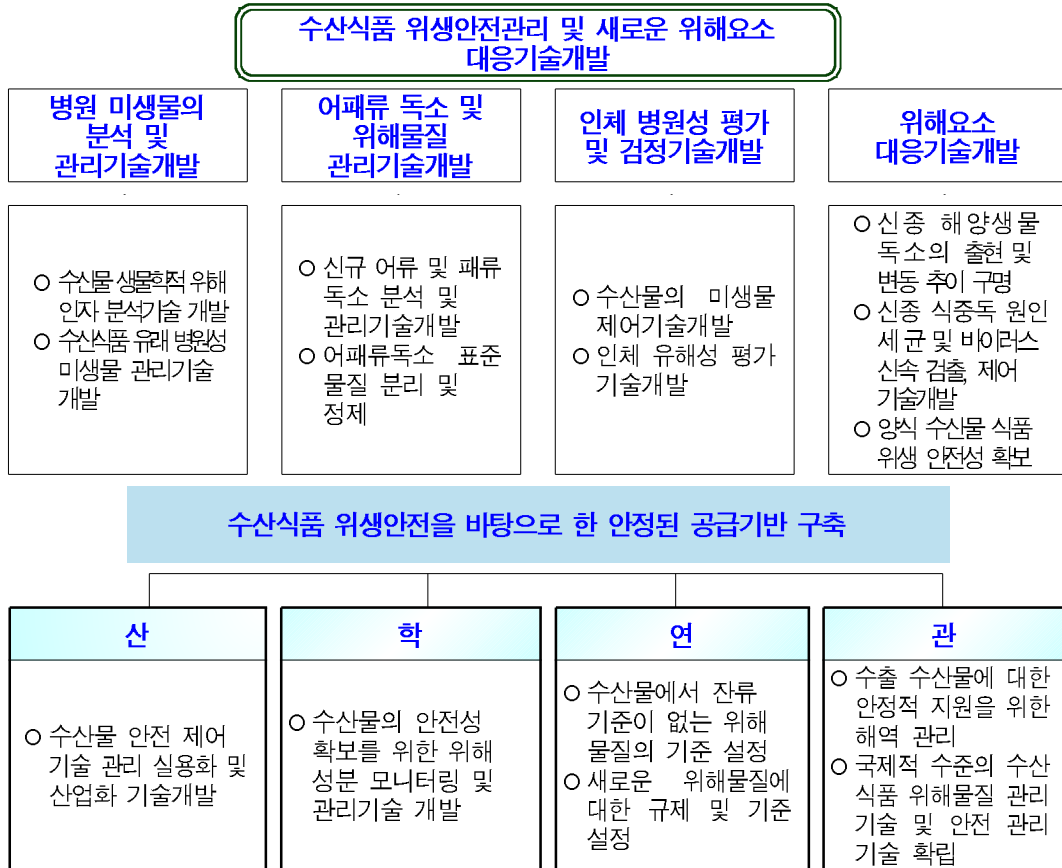 수산식품 위생안전관리 및 새로운 위해요소
대응기술개발
병원 미생물의
분석 및
관리기술개발
어패류 독소 및
위해물질
관리기술개발
인체 병원성 평가
및 검정기술개발
위해요소
대응기술개발
○ 수산물 생물학적 위해
인자 분석기술 개발
○ 수산식품 유래 병원성
미생물 관리기술
개발
○ 신규 어류 및 패류
독소 분석 및
관리기술개발
○ 어패류독소 표준
물질 분리 및
정제
○ 수산물의 미생물
제어기술개발
○ 인체 유해성 평가
기술개발
○ 신종 해양생물
독소의 출현 및
변동 추이 구명
○ 신종 식중독 원인
세균 및 바이러스
신속 검출, 제어
기술개발
○ 양식 수산물 식품
위생 안전성 확보
수산식품 위생안전을 바탕으로 한 안정된 공급기반 구축
산
○ 수산물 안전 제어
기술 관리 실용화 및
산업화 기술개발
학
○ 수산물의 안전성
확보를 위한 위해
성분 모니터링 및
관리기술 개발
연
○ 수산물에서 잔류
기준이 없는 위해
물질의 기준 설정
○ 새로운 위해물질에
대한 규제 및 기준
설정
관
○ 수출 수산물에 대한
안정적 지원을 위한
해역 관리
○ 국제적 수준의 수산
식품 위해물질 관리
기술 및 안전 관리
기술 확립